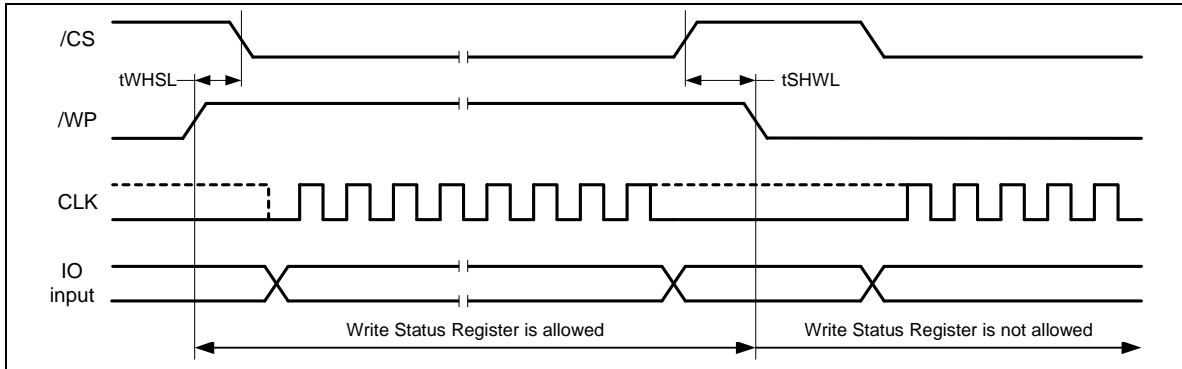 /CS
tWHSL
tSHWL
/WP
CLK
IO
input
Write Status Register is allowed
Write Status Register is not allowed